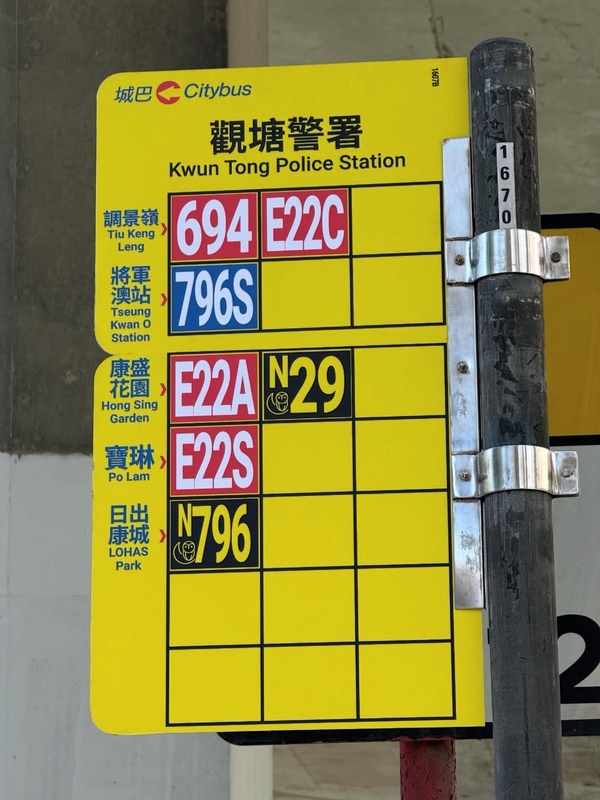 城巴 Citybus
1607B
觀塘警署
Kwun Tong Police Station
調景嶺
Tiu Keng
Leng
694 E22C
將軍
澳站
Tseung
Kwan O
Station
796S
康盛
花園
Hong Sing
Garden
E22A N29
寶琳
Po Lam
E22S
日出
康城
LOHAS
Park
N796
1670
2